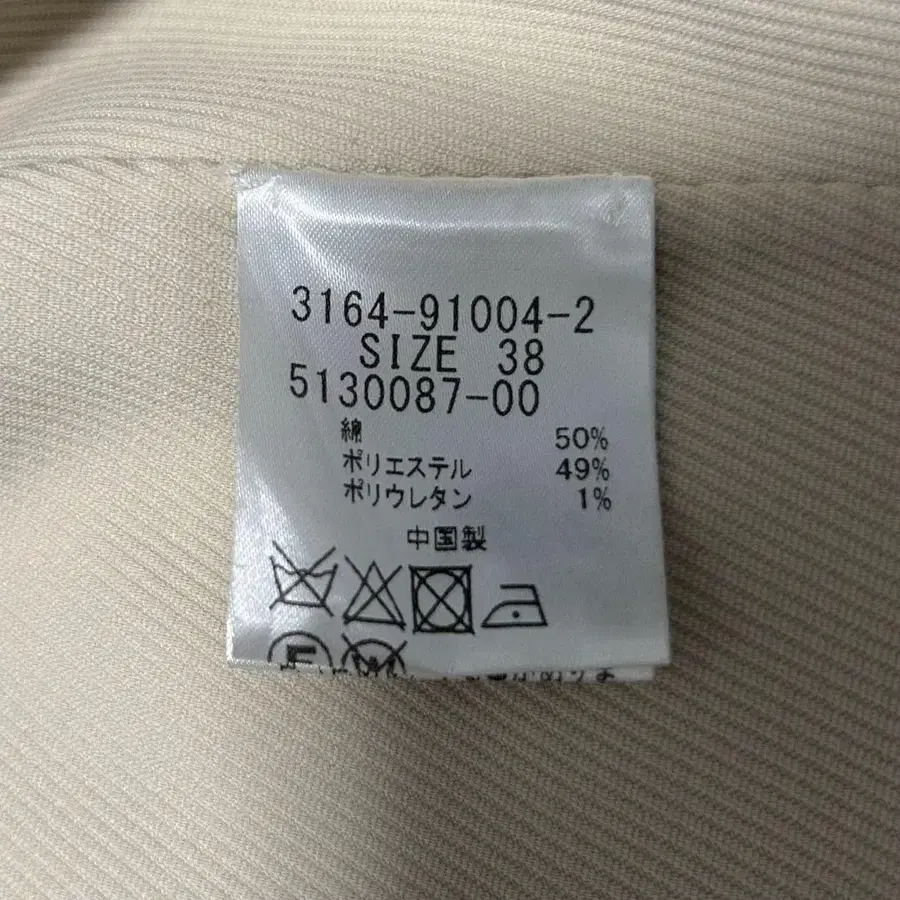 3164-91004-2
SIZE 38
5130087-00
綿 50%
ポリエステル 49%
ポリウレタン 1%
中国製